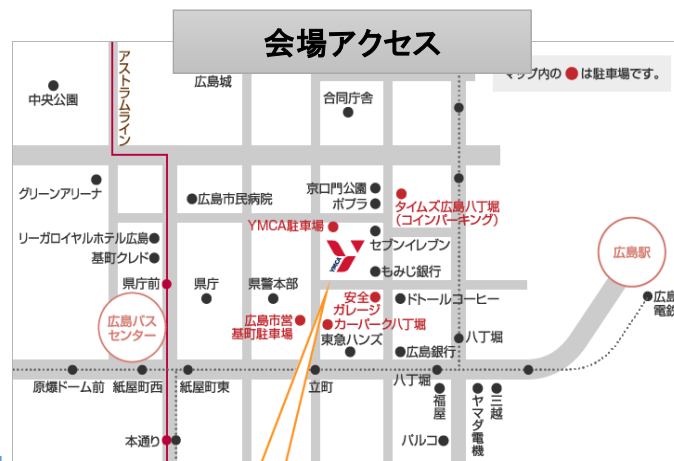 会場アクセス
マップ内の●は駐車場です。
アストラムライン
広島城
中央公園
合同庁舎
グリーンアリーナ
広島市民病院
京口門公園
ポプラ
タイムズ広島八丁堀
(コインパーキング)
YMCA駐車場
リーガロイヤルホテル広島
基町クレド
セブンイレブン
YMCA
もみじ銀行
広島駅
県庁前
県庁
県警本部
安全
ガレージ
ドトールコーヒー
広島
電鉄
広島バス
センター
広島市営
基町駐車場
カーパーク八丁堀
東急ハンズ
八丁堀
広島銀行
原爆ドーム前
紙屋町西
紙屋町東
立町
八丁堀
福屋
ヤマダ電機
三越
本通り
パルコ